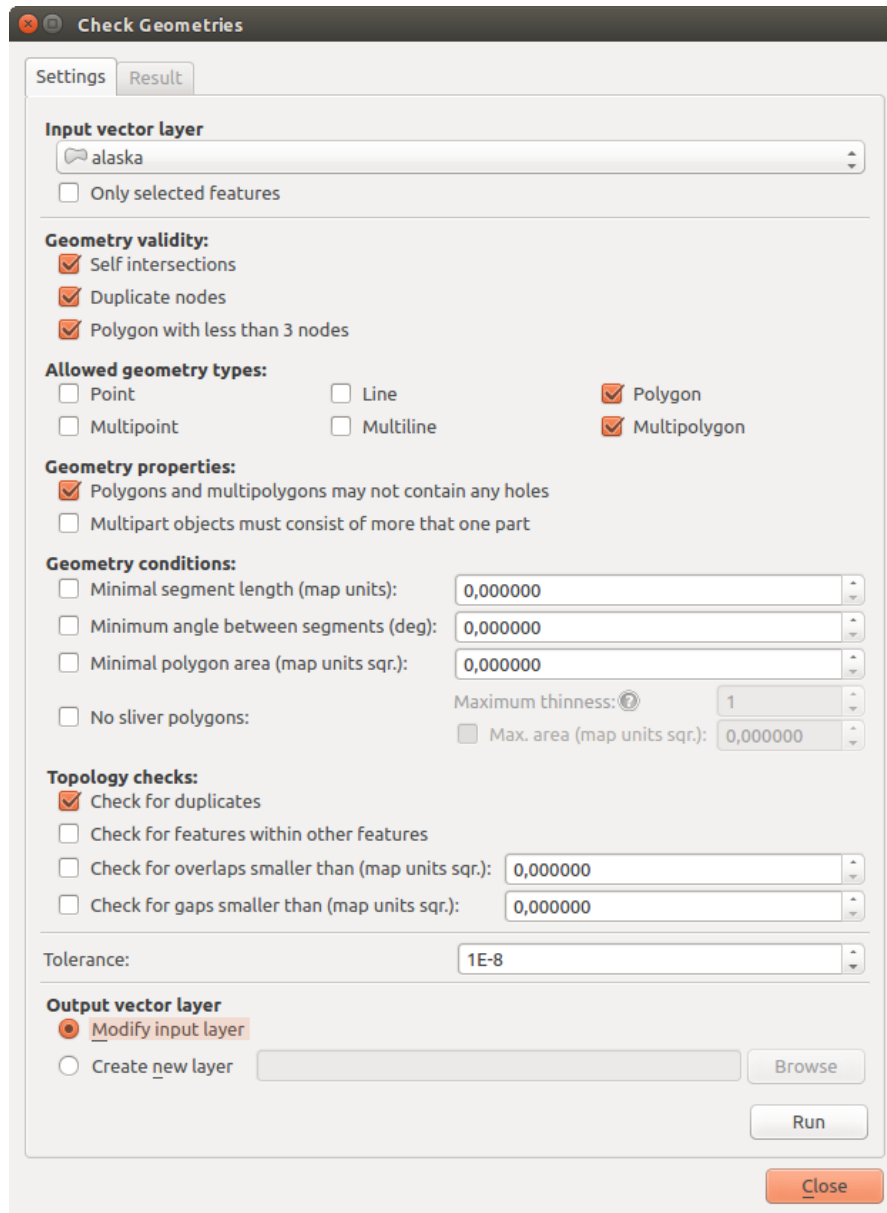 Check Geometries
Settings Result
Input vector layer
alaska
Only selected features
Geometry validity:
Self intersections
Duplicate nodes
Polygon with less than 3 nodes
Allowed geometry types:
Point Line Polygon
Multipoint Multiline Multipolygon
Geometry properties:
Polygons and multipolygons may not contain any holes
Multipart objects must consist of more that one part
Geometry conditions:
Minimal segment length (map units): 0,000000
Minimum angle between segments (deg): 0,000000
Minimal polygon area (map units sqr.): 0,000000
No sliver polygons: Maximum thinness: ? 1
Max. area (map units sqr.): 0,000000
Topology checks:
Check for duplicates
Check for features within other features
Check for overlaps smaller than (map units sqr.): 0,000000
Check for gaps smaller than (map units sqr.): 0,000000
Tolerance: 1E-8
Output vector layer
Modify input layer
Create new layer Browse
Run
Close